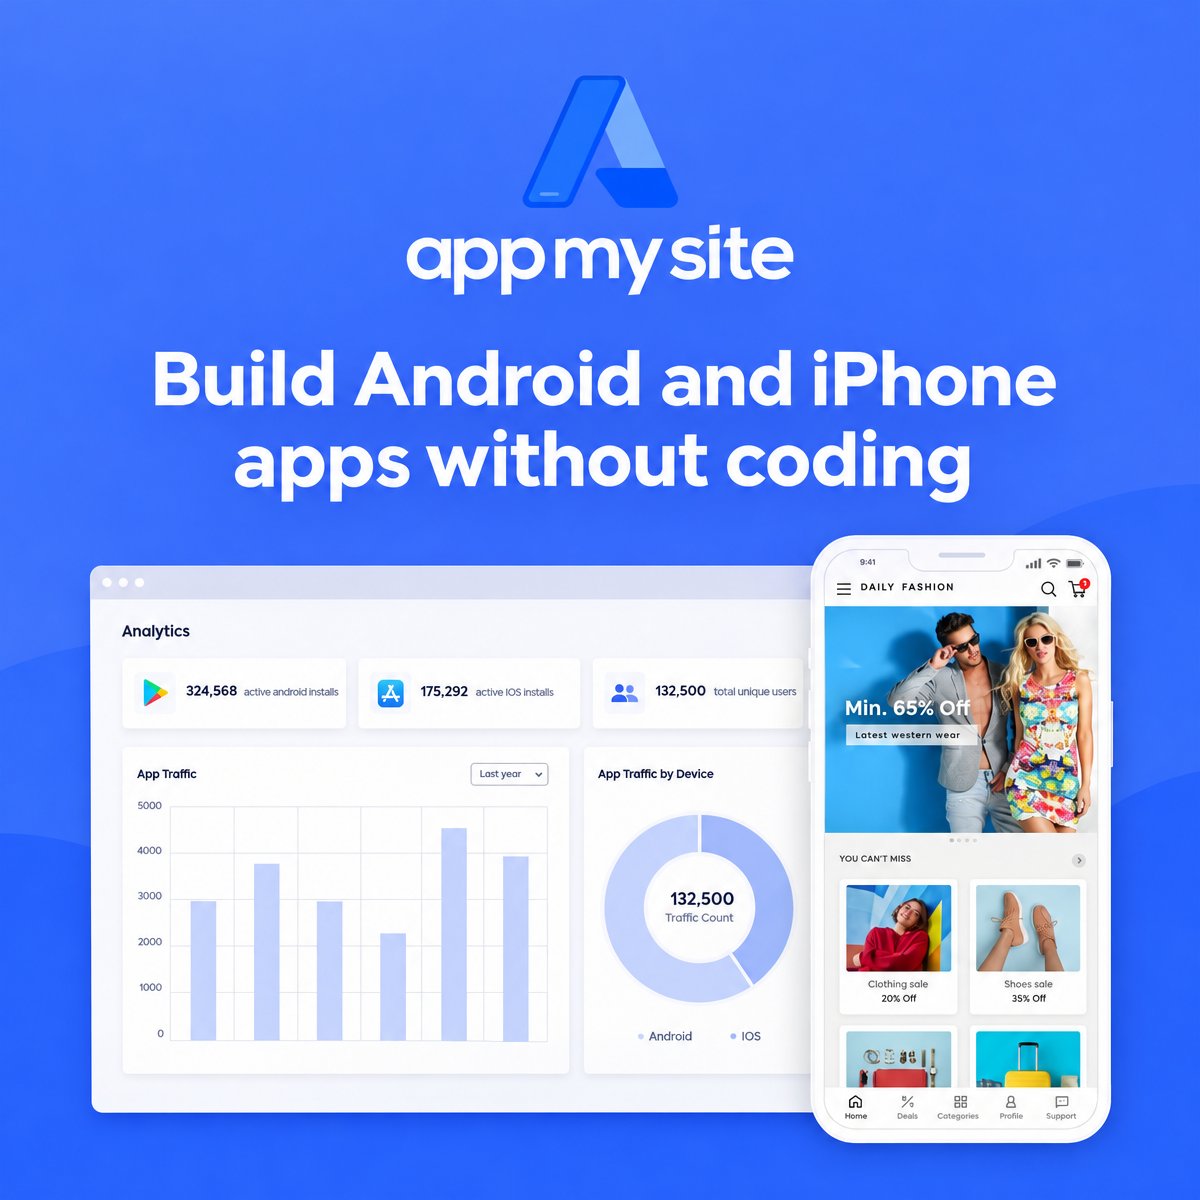 appmysite
Build Android and iPhone
apps without coding
Analytics
324,568 active android installs
175,292 active IOS installs
132,500 total unique users
App Traffic
Last year
5000
4000
3000
2000
1000
0
App Traffic by Device
132,500
Traffic Count
Android
IOS
9:41
DAILY FASHION
1
Min. 65% Off
Latest western wear
YOU CAN'T MISS
Clothing sale
20% Off
Shoes sale
35% Off
Home
Deals
Categories
Profile
Support